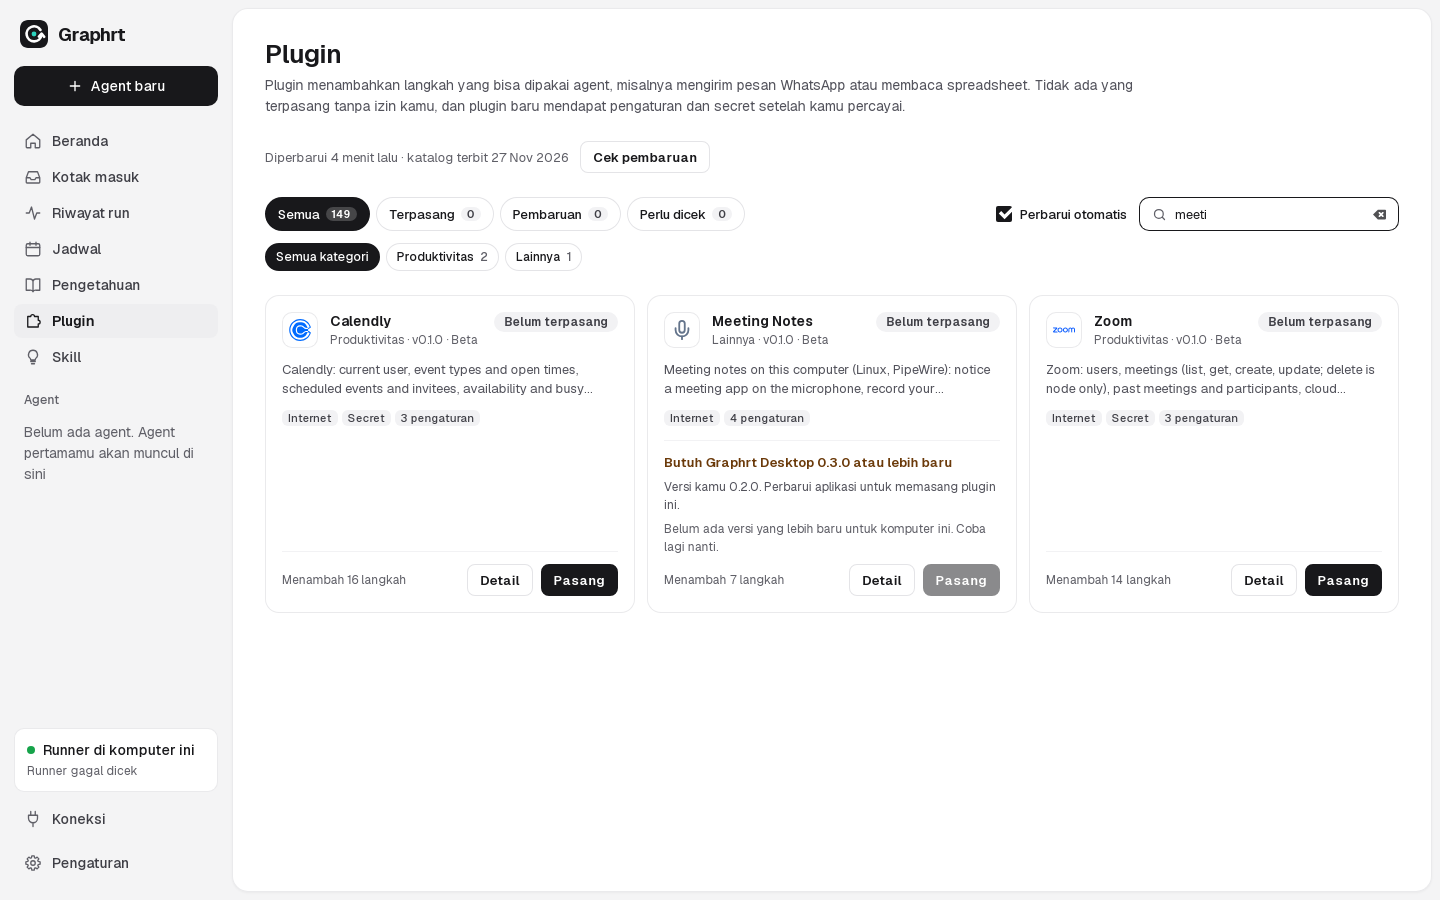 Graphrt
Agent baru
Beranda
Kotak masuk
Riwayat run
Jadwal
Pengetahuan
Plugin
Skill
Agent
Belum ada agent. Agent
pertamamu akan muncul di
sini
Runner di komputer ini
Runner gagal dicek
Koneksi
Pengaturan
Plugin
Plugin menambahkan langkah yang bisa dipakai agent, misalnya mengirim pesan WhatsApp atau membaca spreadsheet. Tidak ada yang
terpasang tanpa izin kamu, dan plugin baru mendapat pengaturan dan secret setelah kamu percayai.
Diperbarui 4 menit lalu · katalog terbit 27 Nov 2026 Cek pembaruan
Semua 149 Terpasang 0 Pembaruan 0 Perlu dicek 0 Perbarui otomatis meeti
Semua kategori Produktivitas 2 Lainnya 1
Calendly Belum terpasang
Produktivitas · v0.1.0 · Beta
Calendly: current user, event types and open times,
scheduled events and invitees, availability and busy...
Internet Secret 3 pengaturan
Menambah 16 langkah Detail Pasang
Meeting Notes Belum terpasang
Lainnya · v0.1.0 · Beta
Meeting notes on this computer (Linux, PipeWire): notice
a meeting app on the microphone, record your...
Internet 4 pengaturan
Butuh Graphrt Desktop 0.3.0 atau lebih baru
Versi kamu 0.2.0. Perbarui aplikasi untuk memasang plugin
ini.
Belum ada versi yang lebih baru untuk komputer ini. Coba
lagi nanti.
Menambah 7 langkah Detail Pasang
Zoom Belum terpasang
zoom
Produktivitas · v0.1.0 · Beta
Zoom: users, meetings (list, get, create, update; delete is
node only), past meetings and participants, cloud...
Internet Secret 3 pengaturan
Menambah 14 langkah Detail Pasang